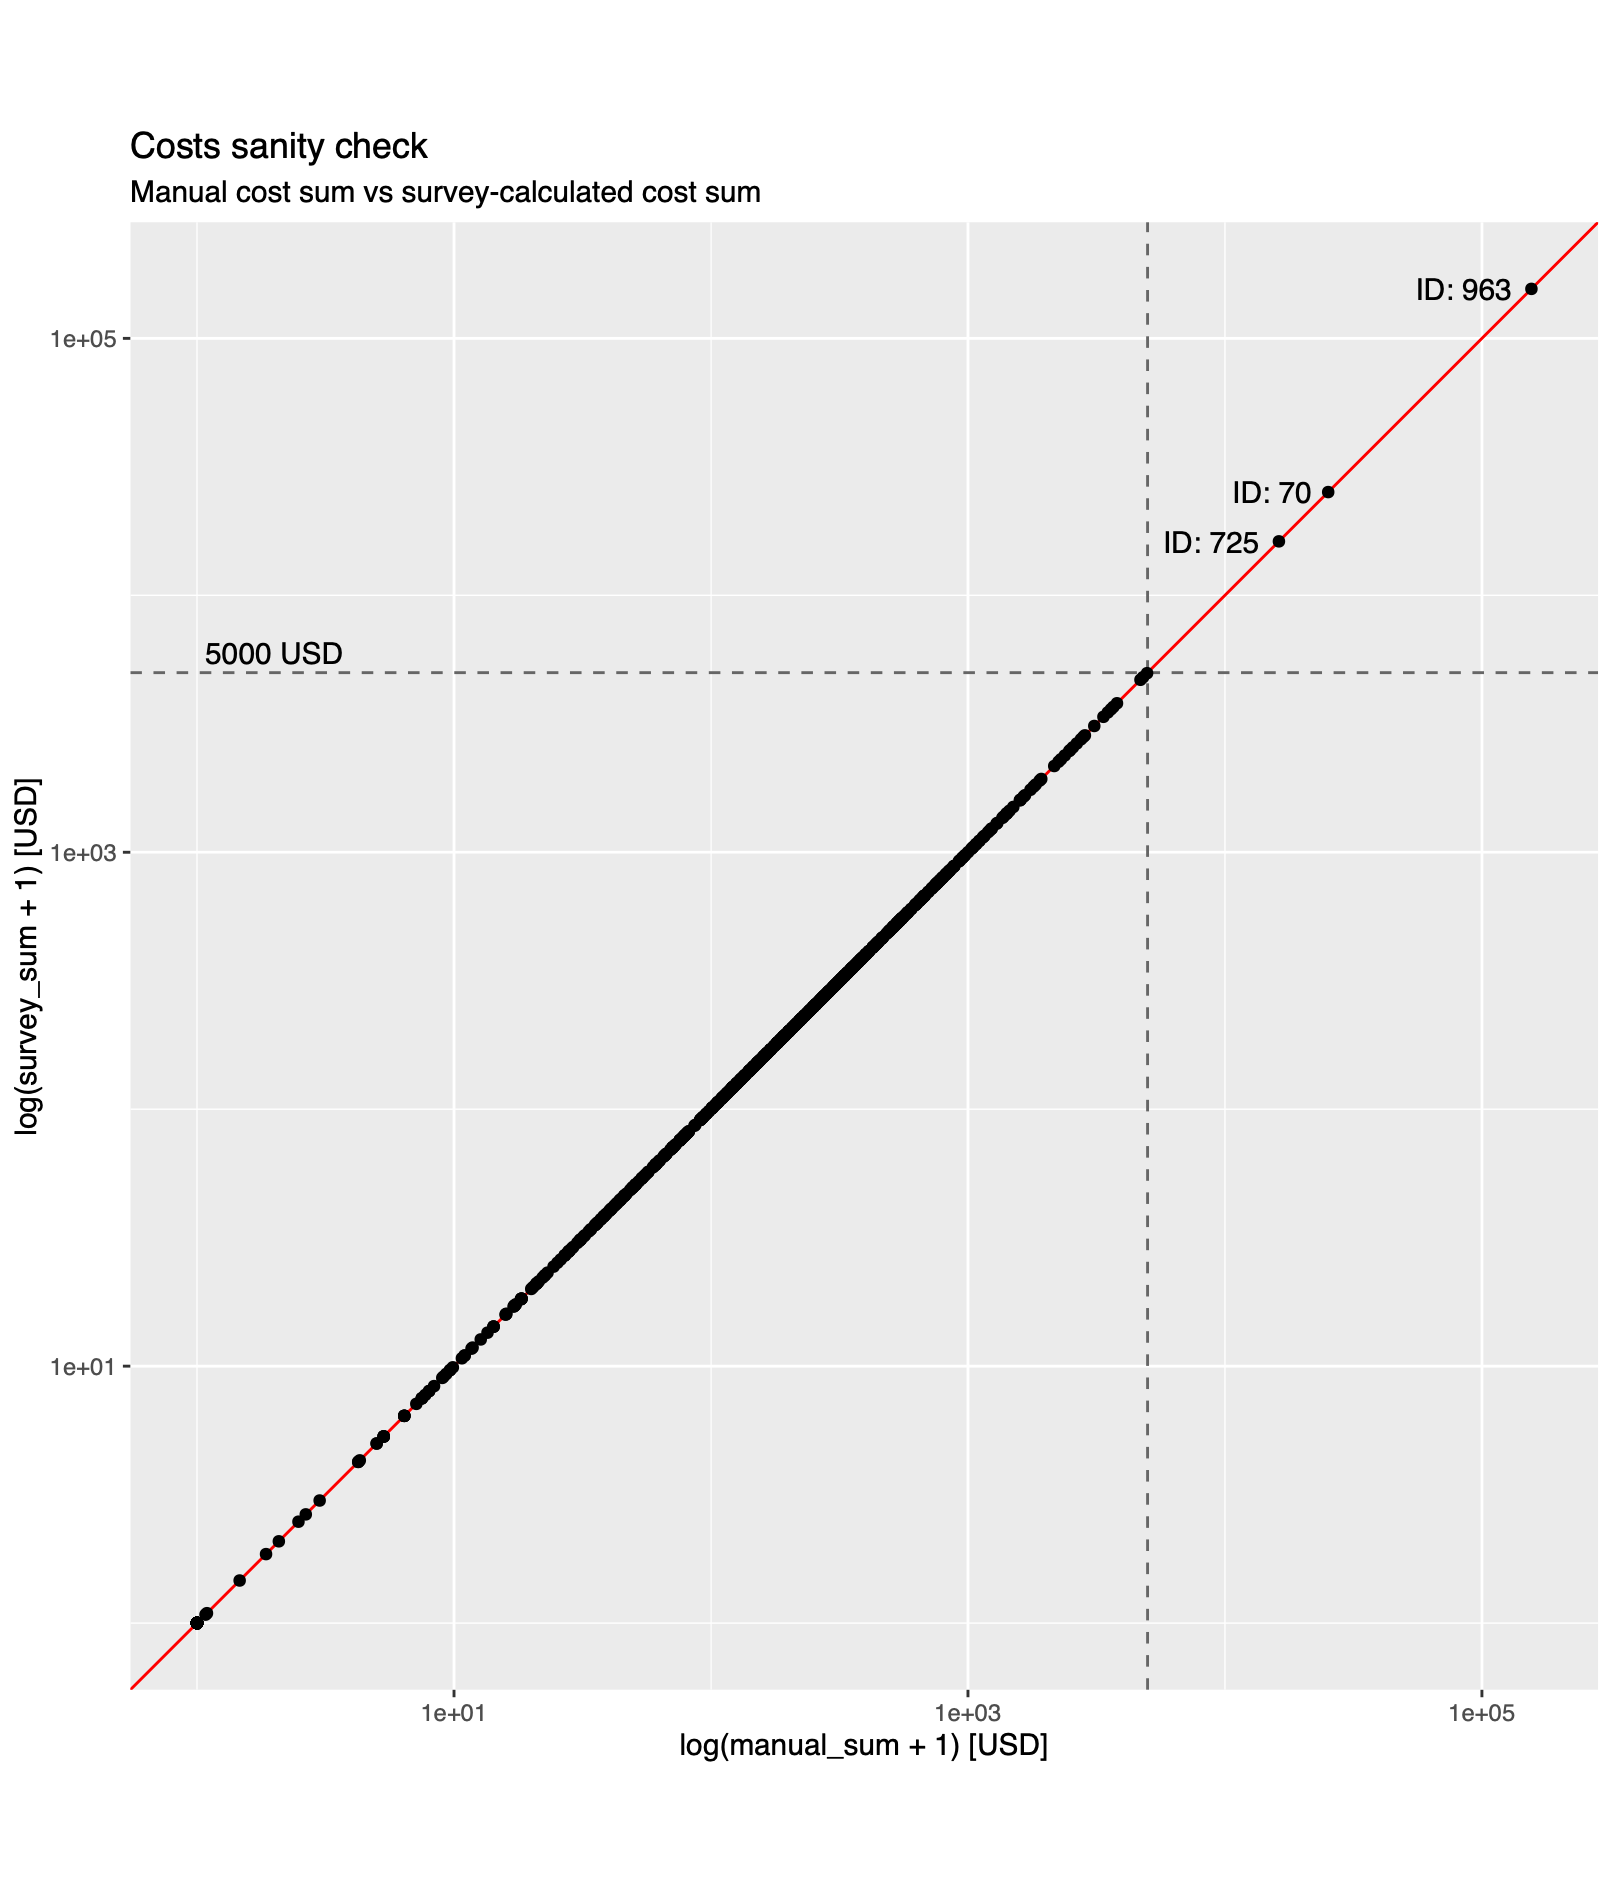 Costs sanity check
Manual cost sum vs survey-calculated cost sum
ID: 963
1e+05
ID: 70
ID: 725
5000 USD
log(survey_sum + 1) [USD]
1e+03
1e+01
1e+01
1e+03
1e+05
log(manual_sum + 1) [USD]